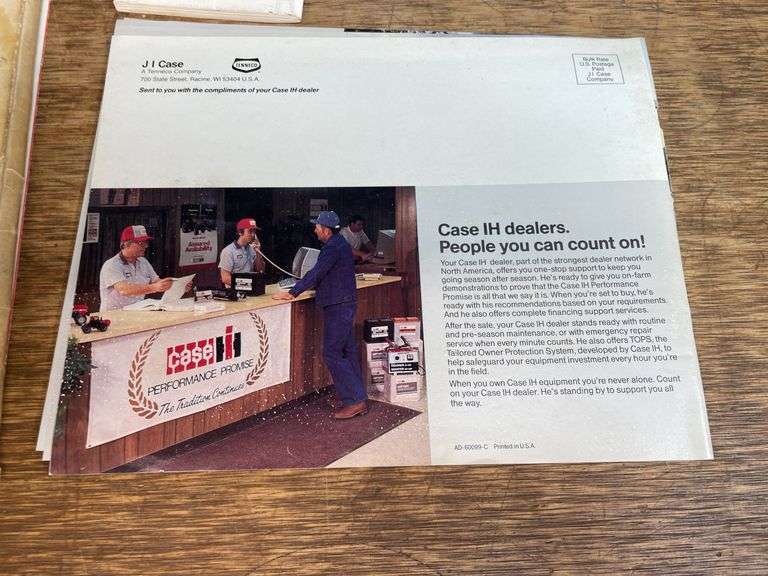 J I Case
A Tenneco Company
700 State Street, Racine, WI 53404 U.S.A.
TENNECO
Sent to you with the compliments of your Case IH dealer
Bulk Rate
U.S. Postage
Paid
J I Case
Company
Assured
Availability
CASE IH
PERFORMANCE PROMISE
The Tradition Continues
Case IH dealers.
People you can count on!
Your Case IH dealer, part of the strongest dealer network in
North America, offers you one-stop support to keep you
going season after season. He's ready to give you on-farm
demonstrations to prove that the Case IH Performance
Promise is all that we say it is. When you're set to buy, he's
ready with his recommendations based on your requirements.
And he also offers complete financing support services.
After the sale, your Case IH dealer stands ready with routine
and pre-season maintenance, or with emergency repair
service when every minute counts. He also offers TOPS, the
Tailored Owner Protection System, developed by Case IH, to
help safeguard your equipment investment every hour you're
in the field.
When you own Case IH equipment you're never alone. Count
on your Case IH dealer. He's standing by to support you all
the way.
AD-60099-C Printed in U.S.A.